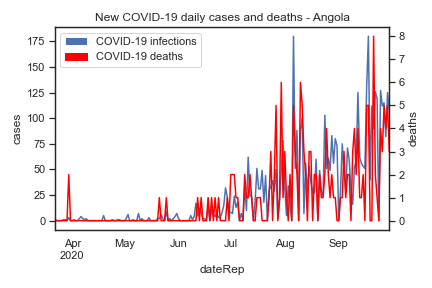 New COVID-19 daily cases and deaths - Angola
COVID-19 infections
COVID-19 deaths
cases
175
150
125
100
75
50
25
0
deaths
8
7
6
5
4
3
2
1
0
Apr May Jun Jul Aug Sep
2020
dateRep